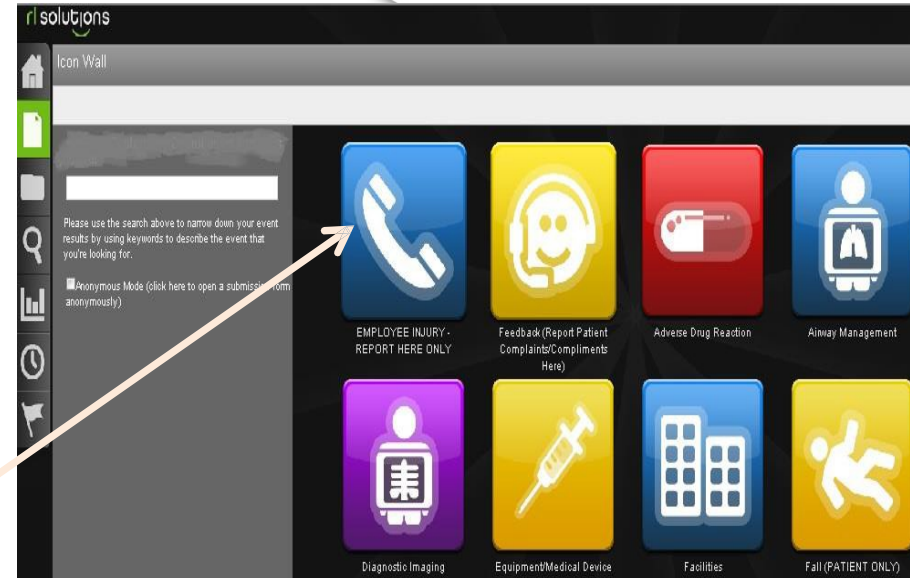 rl solutions
Icon Wall
Please use the search above to narrow down your event
results by using keywords to describe the event that
you're looking for.
Anonymous Mode (click here to open a submission form
anonymously)
EMPLOYEE INJURY -
REPORT HERE ONLY
Feedback (Report Patient
Complaints/Compliments
Here)
Adverse Drug Reaction
Airway Management
Diagnostic Imaging
Equipment/Medical Device
Facilities
Fall (PATIENT ONLY)